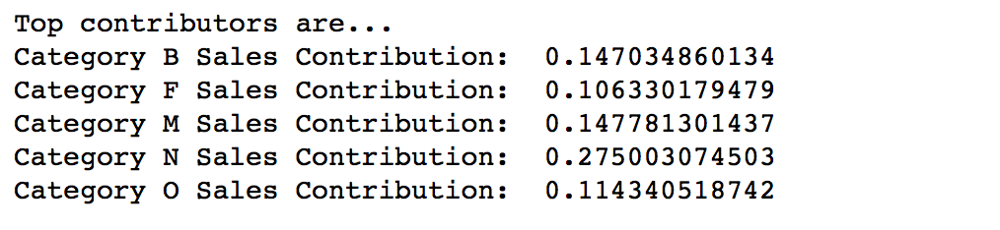 Top contributors are...
Category B Sales Contribution:  0.147034860134
Category F Sales Contribution:  0.106330179479
Category M Sales Contribution:  0.147781301437
Category N Sales Contribution:  0.275003074503
Category O Sales Contribution:  0.114340518742